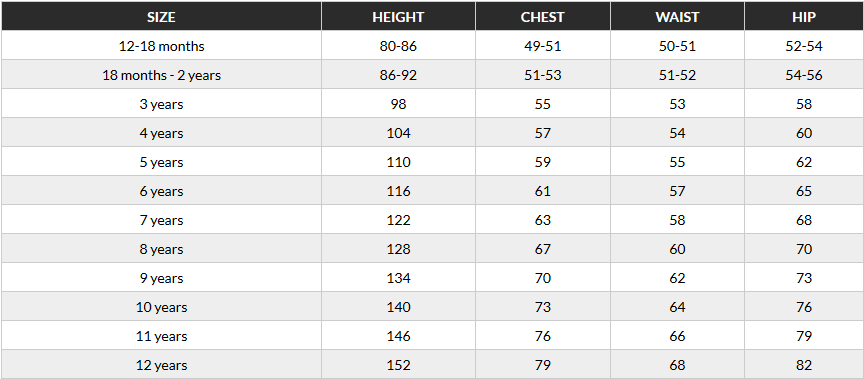 SIZE HEIGHT CHEST WAIST HIP
12-18 months 80-86 49-51 50-51 52-54
18 months - 2 years 86-92 51-53 51-52 54-56
3 years 98 55 53 58
4 years 104 57 54 60
5 years 110 59 55 62
6 years 116 61 57 65
7 years 122 63 58 68
8 years 128 67 60 70
9 years 134 70 62 73
10 years 140 73 64 76
11 years 146 76 66 79
12 years 152 79 68 82